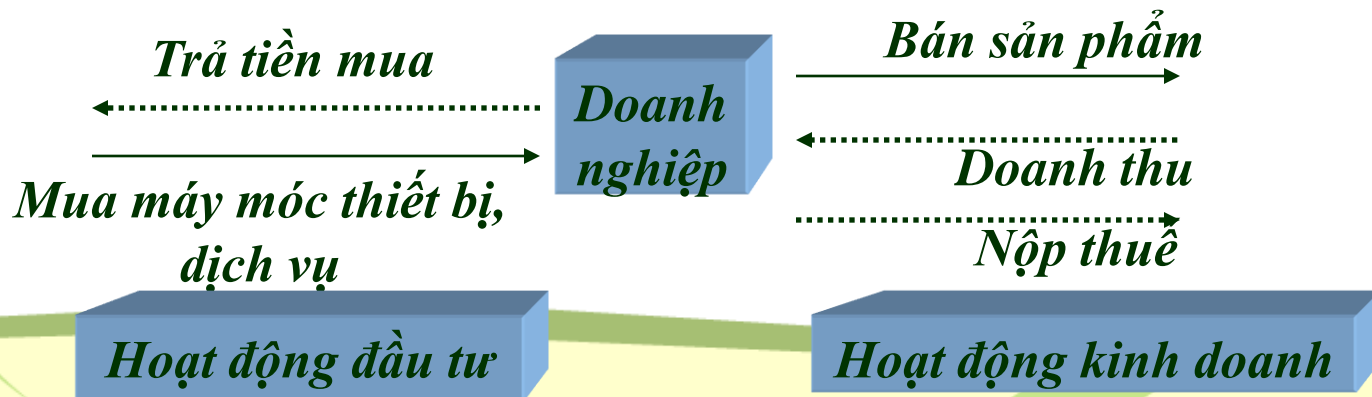 Trả tiền mua
Mua máy móc thiết bị,
dịch vụ
Doanh
nghiệp
Bán sản phẩm
Doanh thu
Nộp thuế
Hoạt động đầu tư
Hoạt động kinh doanh